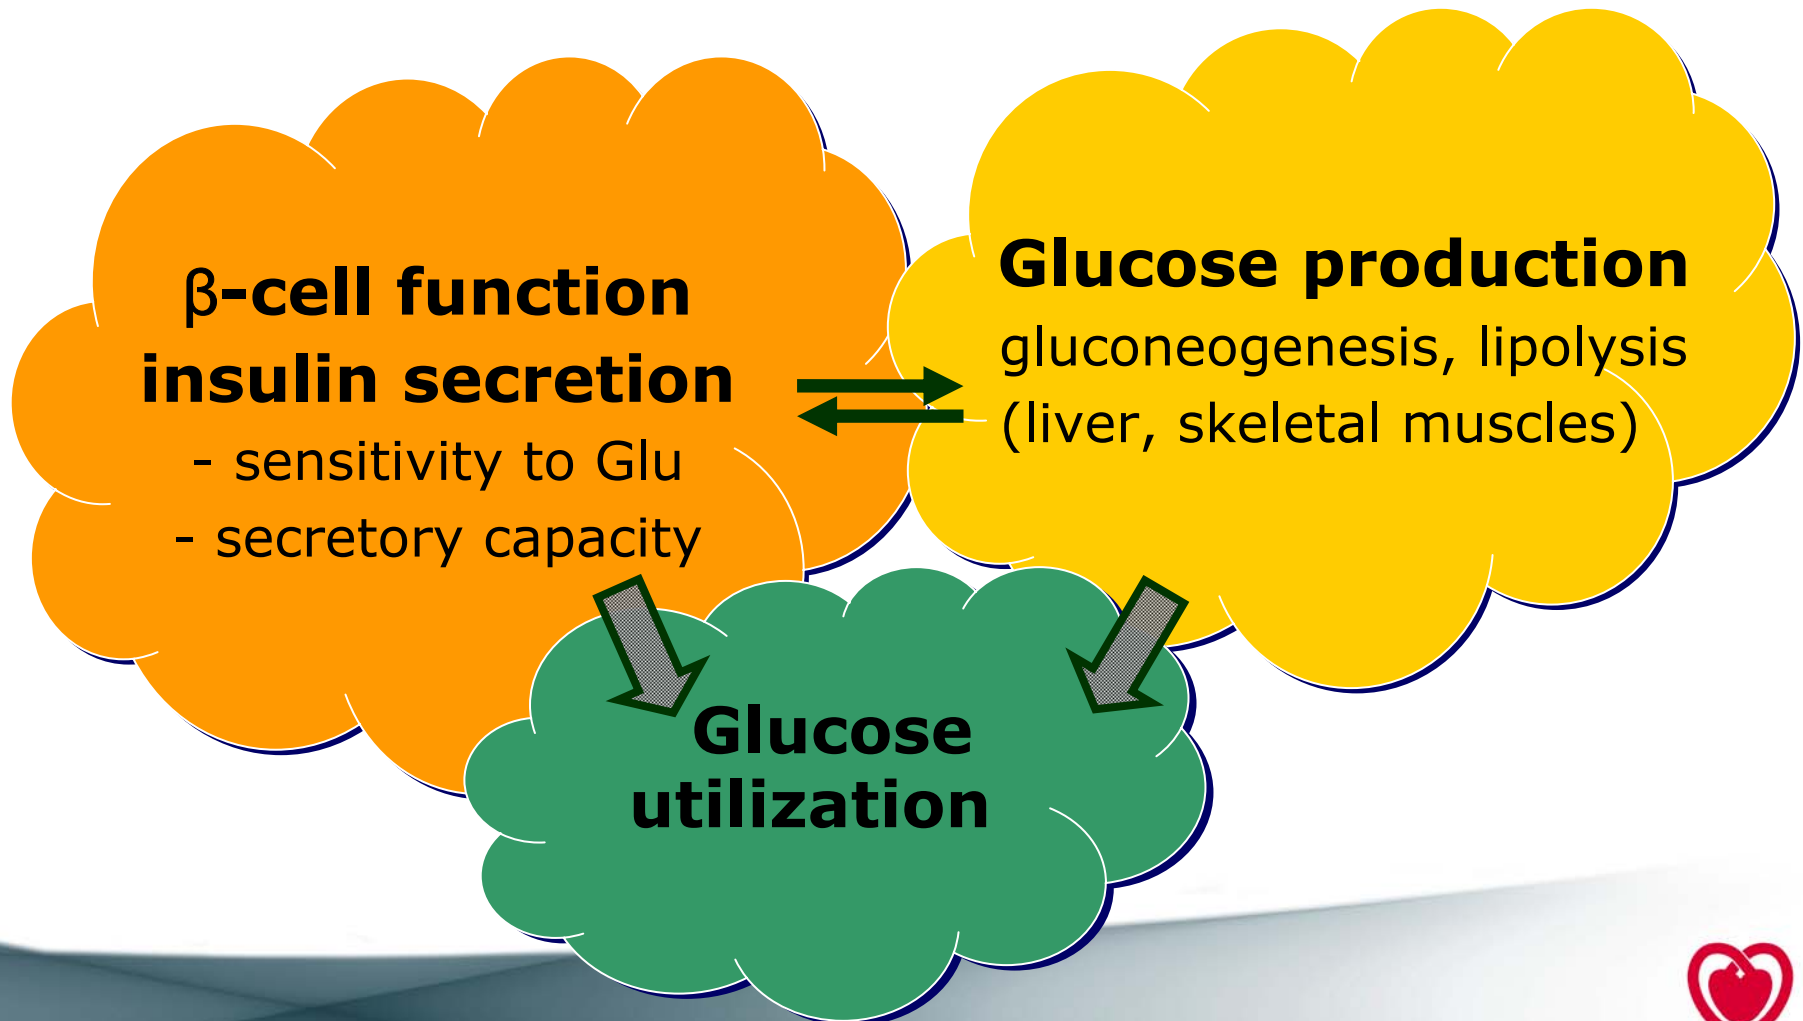 β-cell function
insulin secretion
- sensitivity to Glu
- secretory capacity
Glucose production
gluconeogenesis, lipolysis
(liver, skeletal muscles)
Glucose
utilization